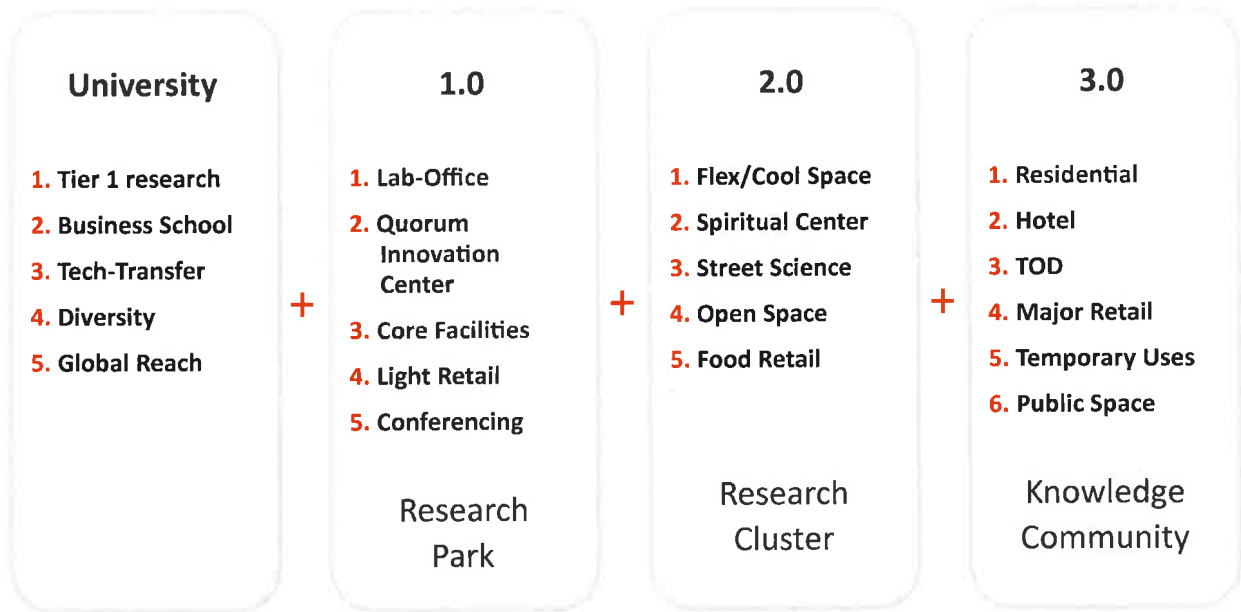 University
1. Tier 1 research
2. Business School
3. Tech-Transfer
4. Diversity
5. Global Reach
+
1.0
1. Lab-Office
2. Quorum
Innovation
Center
3. Core Facilities
4. Light Retail
5. Conferencing
Research
Park
+
2.0
1. Flex/Cool Space
2. Spiritual Center
3. Street Science
4. Open Space
5. Food Retail
Research
Cluster
+
3.0
1. Residential
2. Hotel
3. TOD
4. Major Retail
5. Temporary Uses
6. Public Space
Knowledge
Community